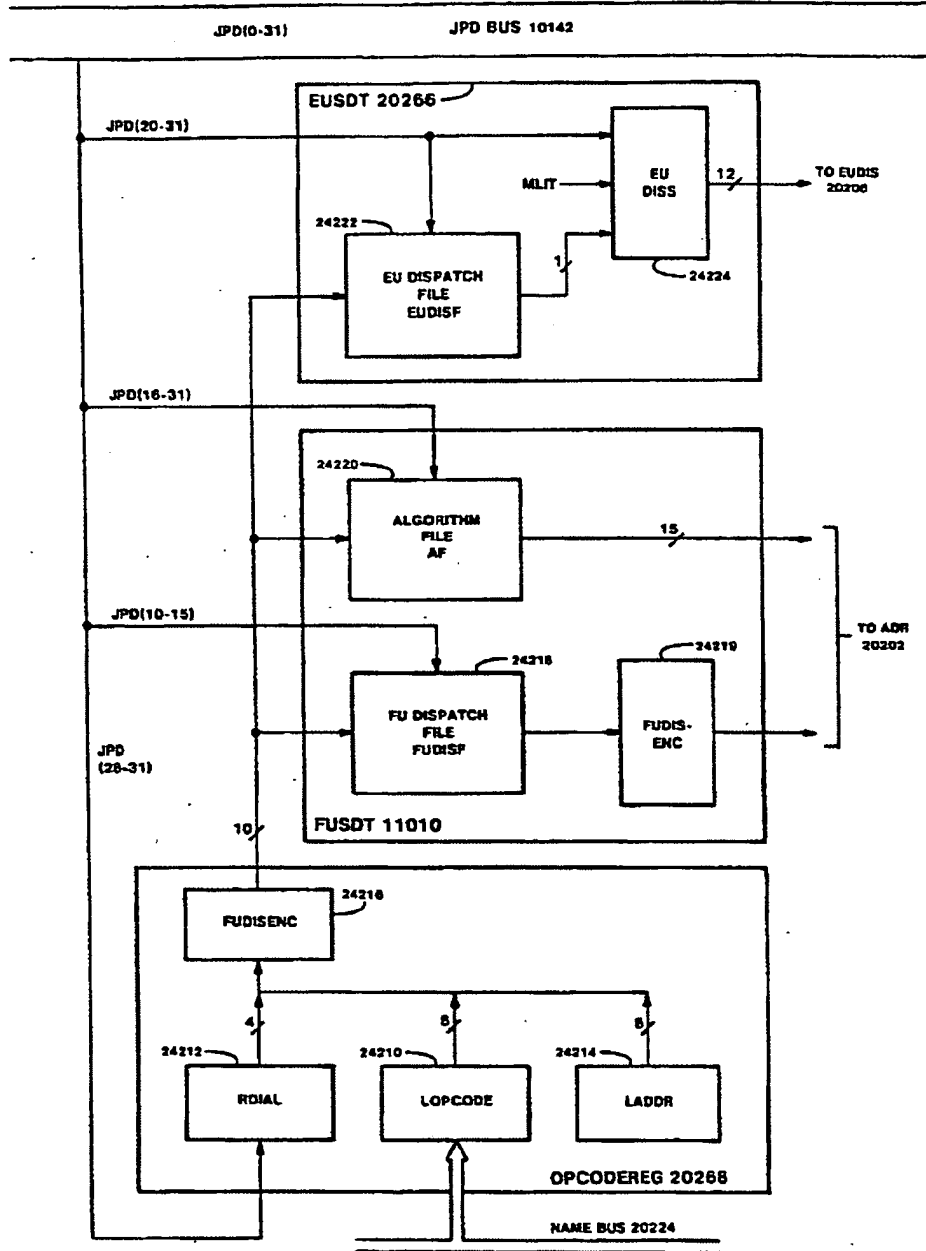 JPD(0-31) JPD BUS 10142
EUSDT 20266
JPD(20-31)
EU
DISS
MLIT
12
TO EUDIS
20206
24222
1
24224
EU DISPATCH
FILE
EUDISF
JPD(16-31)
24220
ALGORITHM
FILE
AF
15
JPD(10-15)
TO ADR
20202
24218
24219
FU DISPATCH
FILE
FUDISF
FUDIS-
ENC
JPD
(28-31)
FUSDT 11010
10
24216
FUDISENC
4
8
8
24212
24210
24214
RDIAL
LOPCODE
LADDR
OPCODEREG 20268
NAME BUS 20224